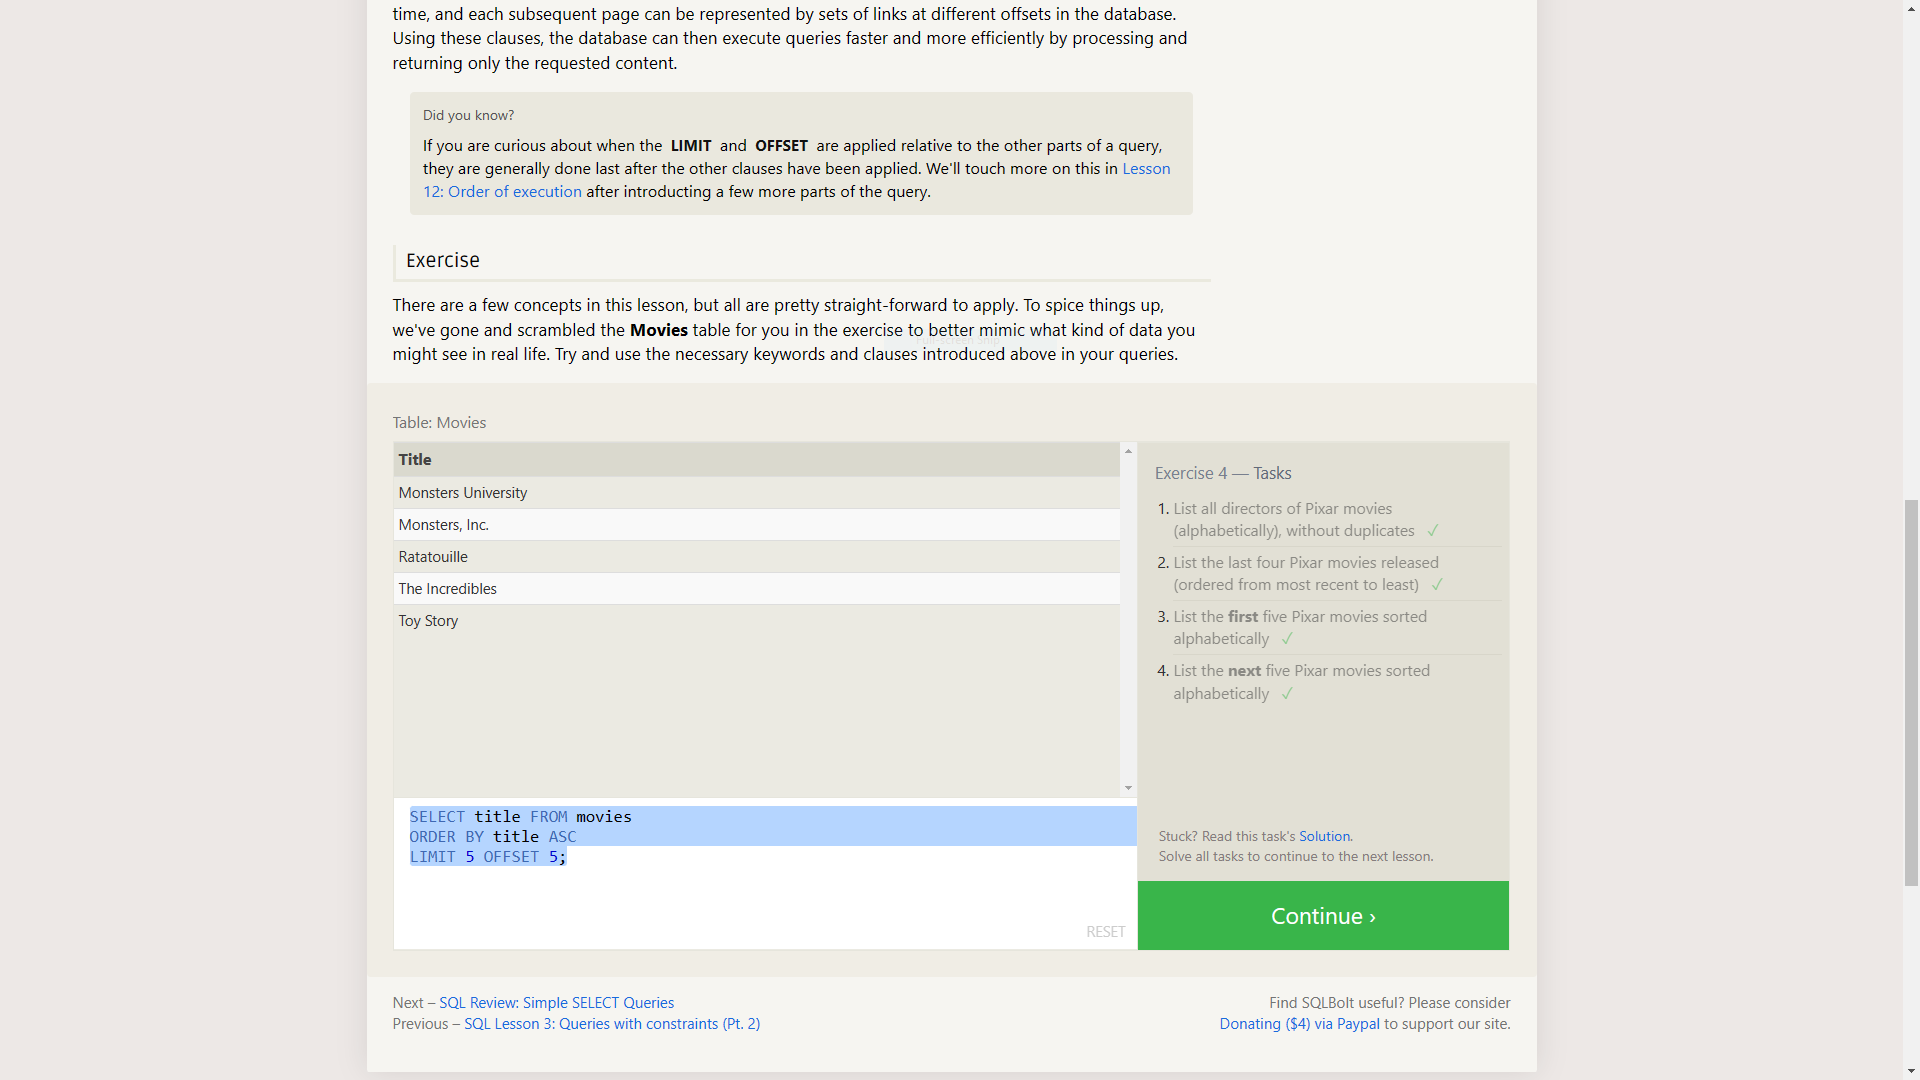 time, and each subsequent page can be represented by sets of links at different offsets in the database.
Using these clauses, the database can then execute queries faster and more efficiently by processing and
returning only the requested content.
Did you know?
If you are curious about when the LIMIT and OFFSET are applied relative to the other parts of a query,
they are generally done last after the other clauses have been applied. We'll touch more on this in Lesson
12: Order of execution after introducting a few more parts of the query.
Exercise
There are a few concepts in this lesson, but all are pretty straight-forward to apply. To spice things up,
we've gone and scrambled the Movies table for you in the exercise to better mimic what kind of data you
Full-screen Snip
might see in real life. Try and use the necessary keywords and clauses introduced above in your queries.
Table: Movies
Title
Monsters University
Monsters, Inc.
Ratatouille
The Incredibles
Toy Story
SELECT title FROM movies
ORDER BY title ASC
LIMIT 5 OFFSET 5;
RESET
Exercise 4 — Tasks
1. List all directors of Pixar movies
(alphabetically), without duplicates ✓
2. List the last four Pixar movies released
(ordered from most recent to least) ✓
3. List the first five Pixar movies sorted
alphabetically ✓
4. List the next five Pixar movies sorted
alphabetically ✓
Stuck? Read this task's Solution.
Solve all tasks to continue to the next lesson.
Continue ›
Next – SQL Review: Simple SELECT Queries
Previous – SQL Lesson 3: Queries with constraints (Pt. 2)
Find SQLBolt useful? Please consider
Donating ($4) via Paypal to support our site.